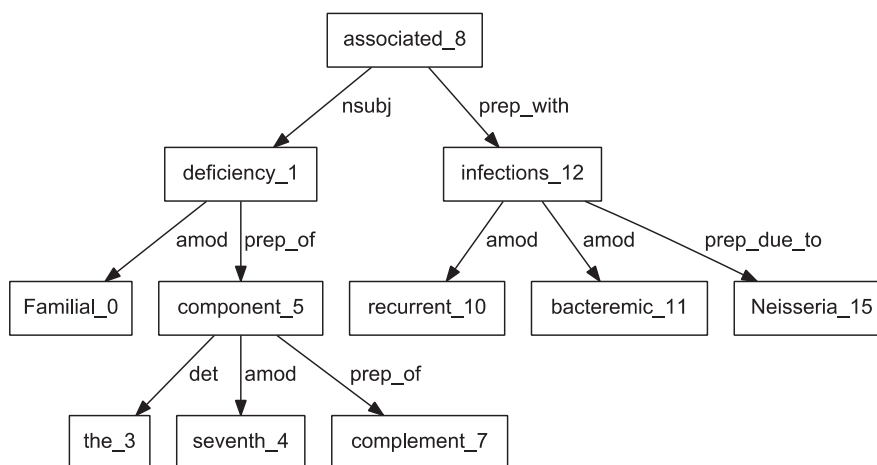 associated_8
nsubj prep_with
deficiency_1 infections_12
amod prep_of amod amod prep_due_to
Familial_0 component_5 recurrent_10 bacteremic_11 Neisseria_15
det amod prep_of
the_3 seventh_4 complement_7